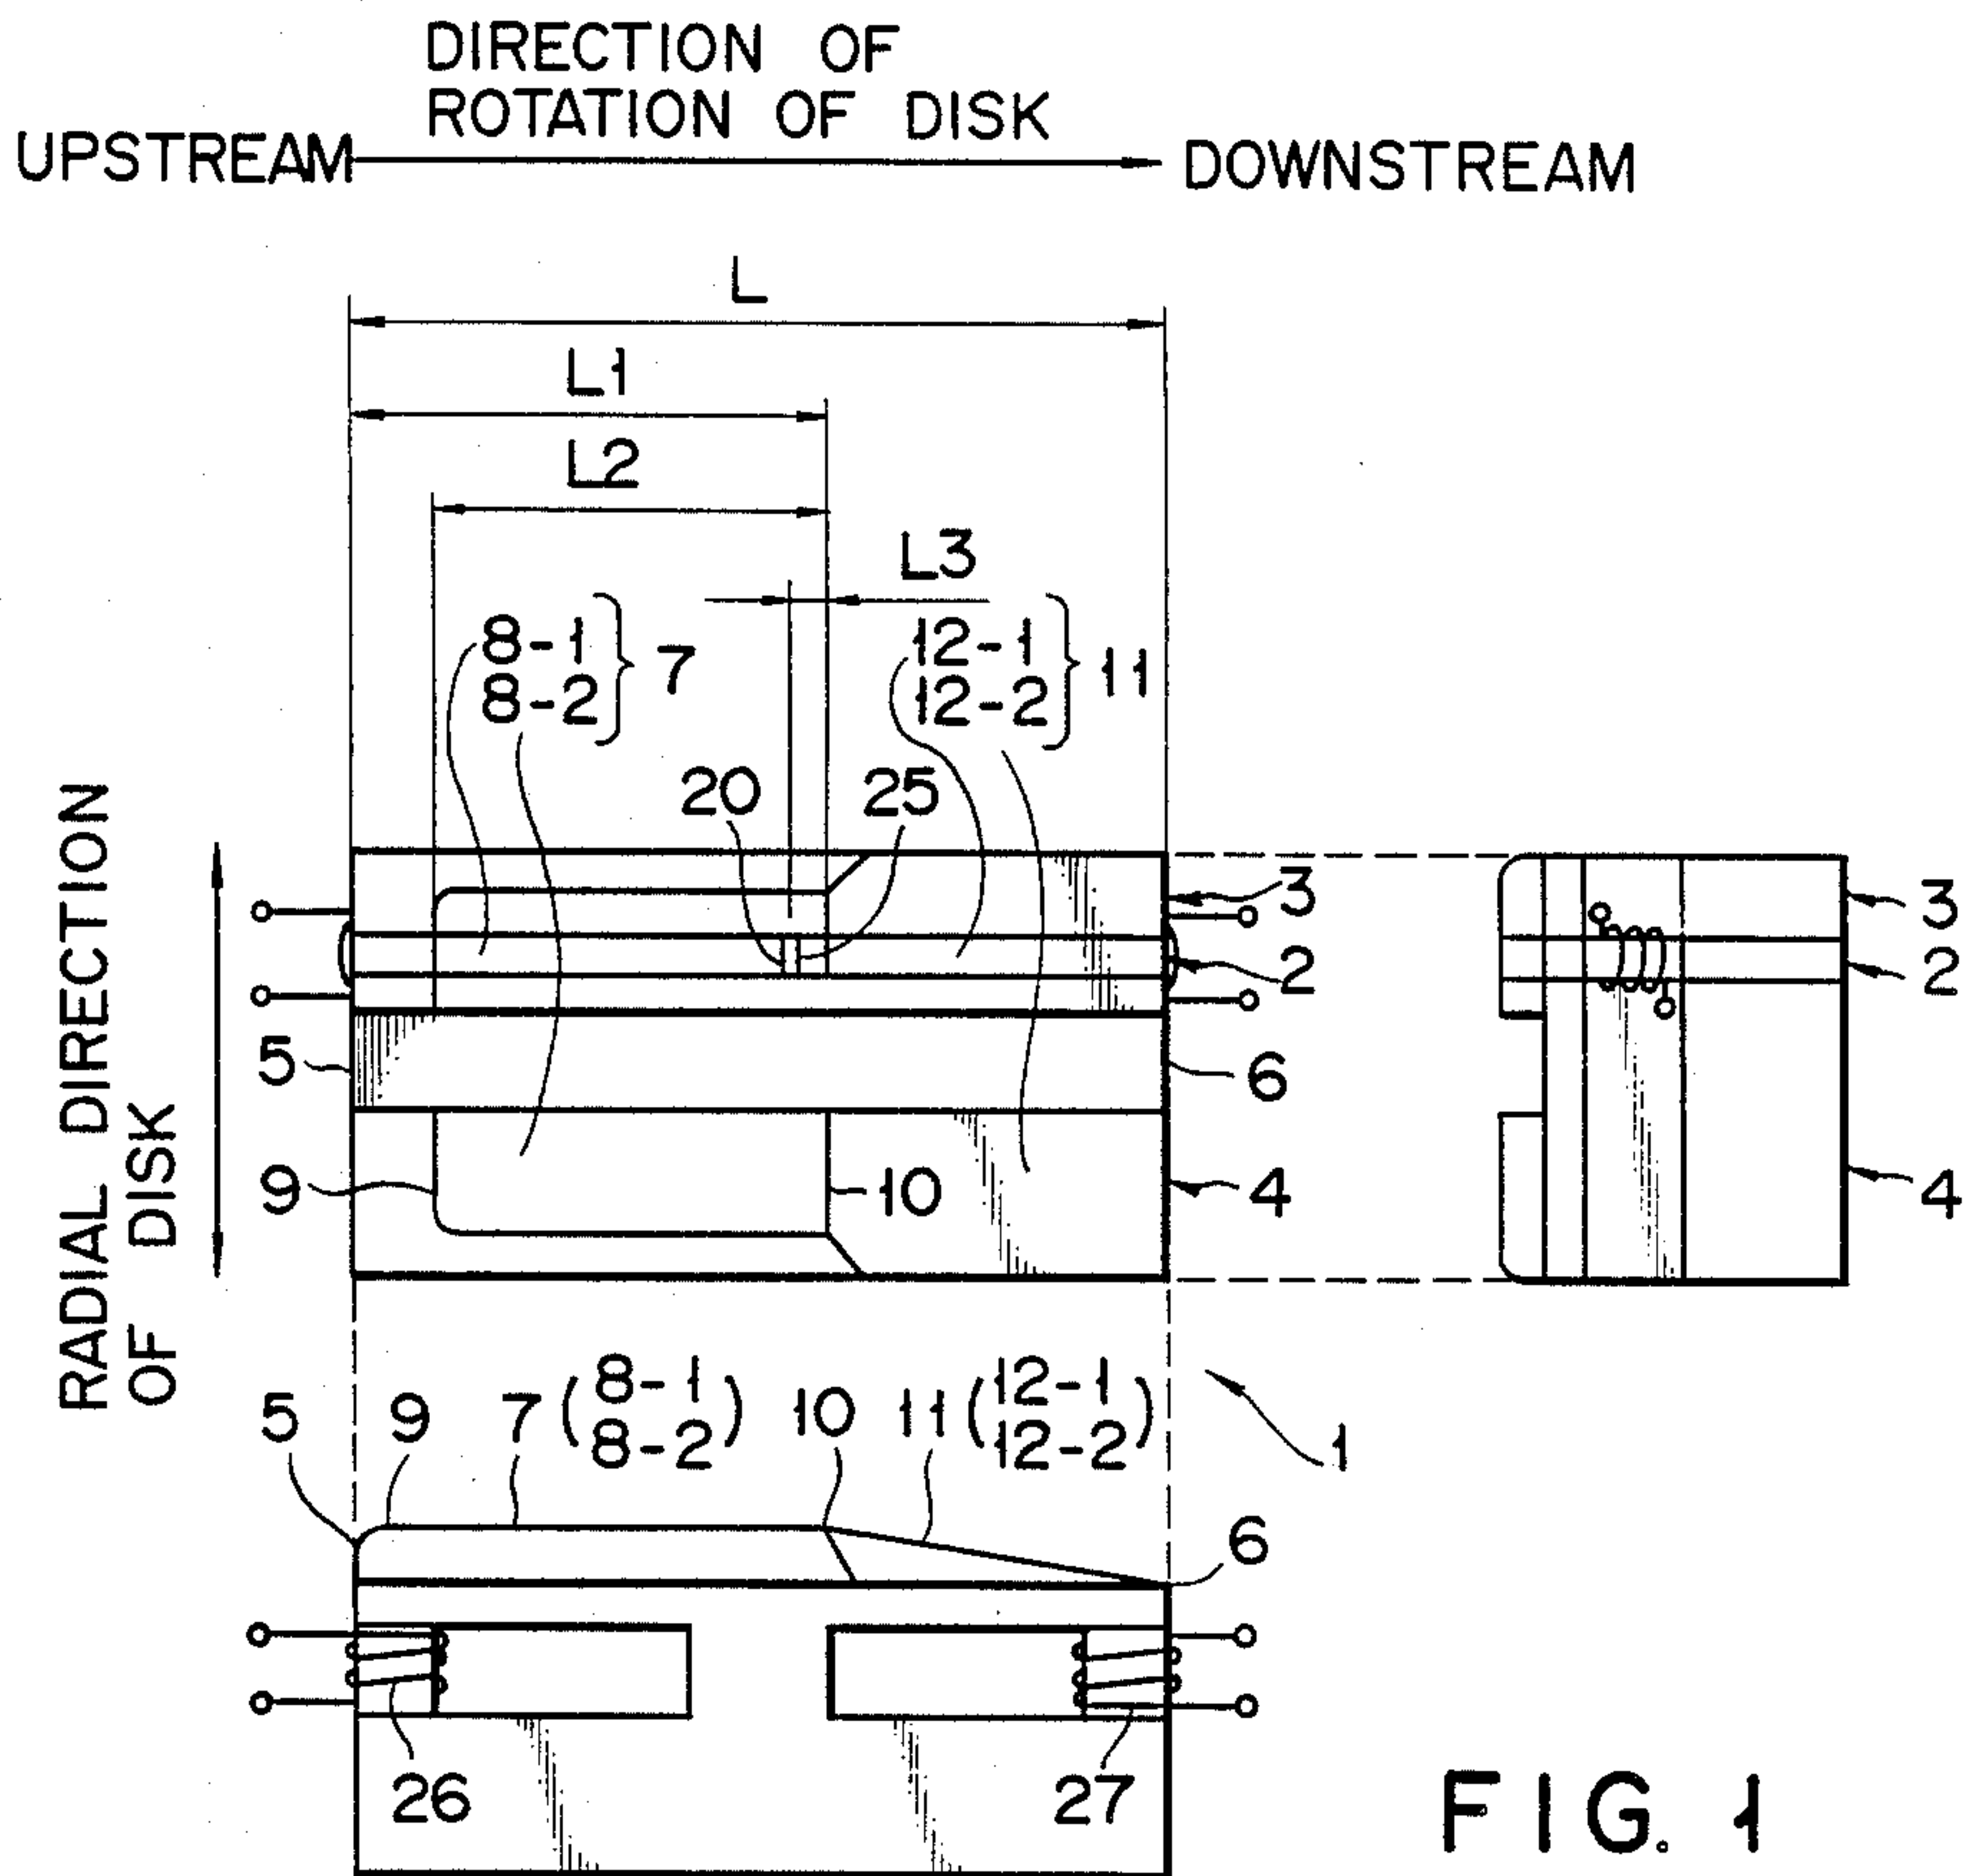 DIRECTION OF
ROTATION OF DISK
UPSTREAM DOWNSTREAM
L
L1
L2
L3
8-1 } 7 12-1 } 11
8-2 12-2
20 25
RADIAL DIRECTION
OF DISK
3 3
2 2
5 6
9 10 4 4
5 9 7 (8-1 8-2) 10 11 (12-1 12-2) 1
6
26 27
FIG. 1